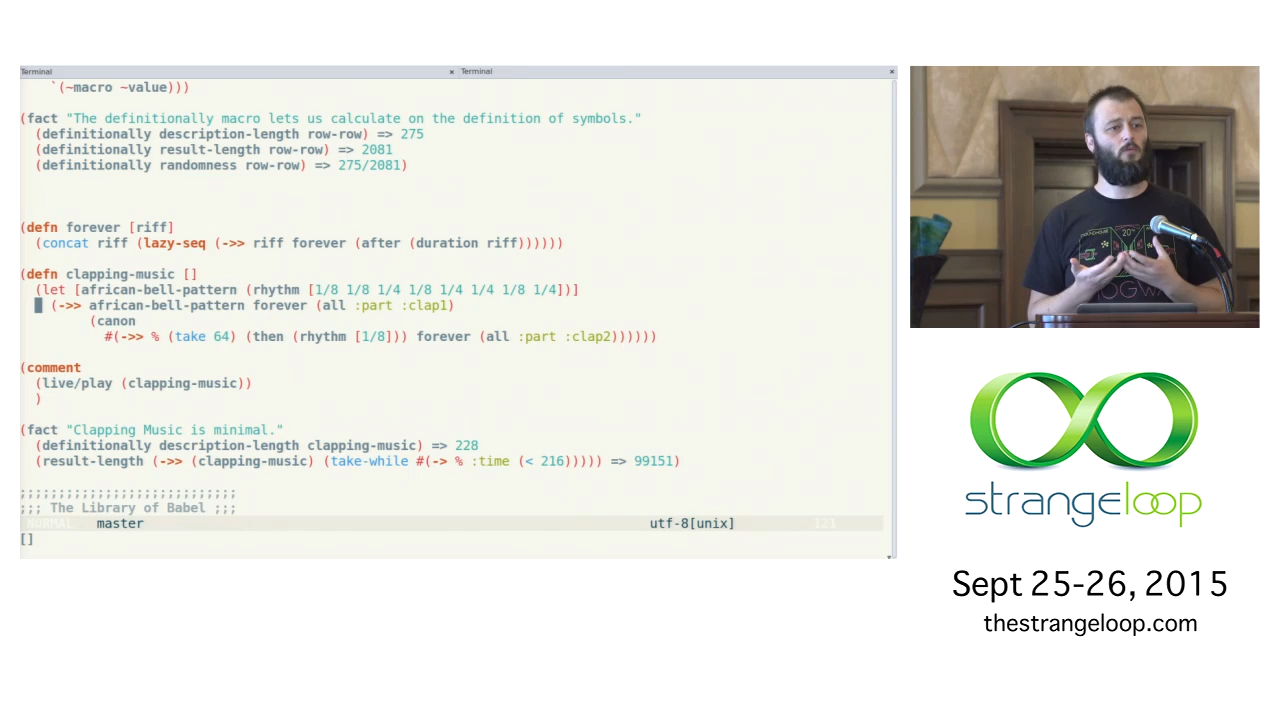 Terminal × Terminal ×
`(~macro ~value)))
(fact "The definitionally macro lets us calculate on the definition of symbols."
(definitionally description-length row-row) => 275
(definitionally result-length row-row) => 2081
(definitionally randomness row-row) => 275/2081)
(defn forever [riff]
(concat riff (lazy-seq (->> riff forever (after (duration riff))))))
(defn clapping-music []
(let [african-bell-pattern (rhythm [1/8 1/8 1/4 1/8 1/4 1/4 1/8 1/4])]
(->> african-bell-pattern forever (all :part :clap1)
(canon
#(->> % (take 64) (then (rhythm [1/8])) forever (all :part :clap2))))))
(comment
(live/play (clapping-music))
)
(fact "Clapping Music is minimal."
(definitionally description-length clapping-music) => 228
(result-length (->> (clapping-music) (take-while #(-> % :time (< 216))))) => 99151)
;;;;;;;;;;;;;;;;;;;;;;;;;;;;
;;; The Library of Babel ;;;
NORMAL master utf-8[unix] 121
[]
20"
strangeloop
Sept 25-26, 2015
thestrangeloop.com